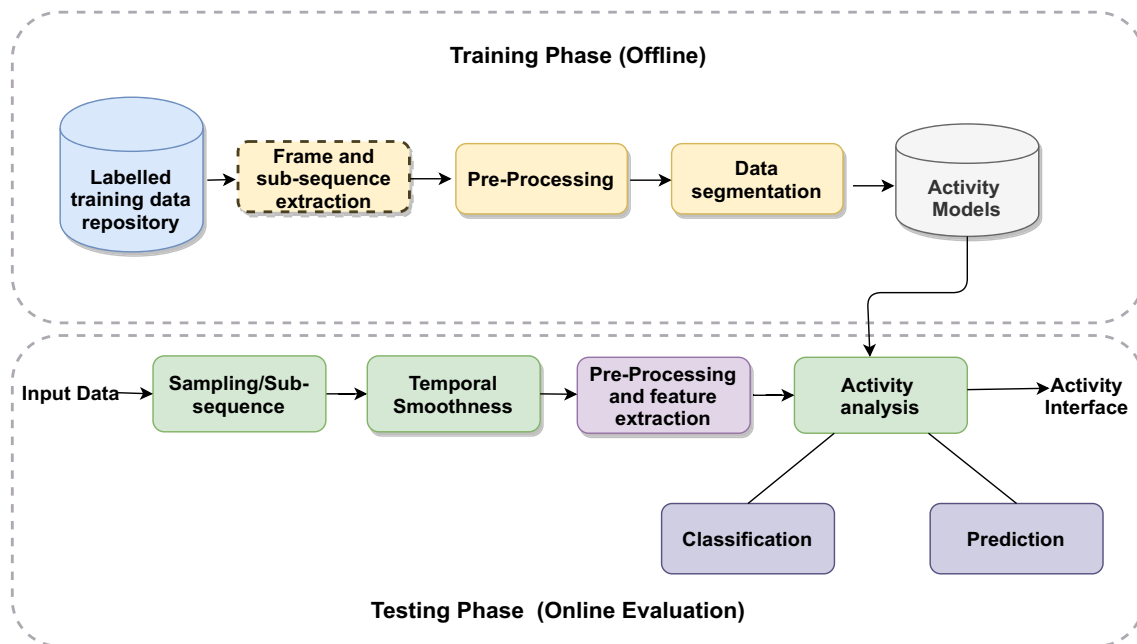 Training Phase (Offline)
Labelled
training data
repository
Frame and
sub-sequence
extraction
Pre-Processing
Data
segmentation
Activity
Models
Input Data
Sampling/Sub-
sequence
Temporal
Smoothness
Pre-Processing
and feature
extraction
Activity
analysis
Activity
Interface
Classification
Prediction
Testing Phase (Online Evaluation)